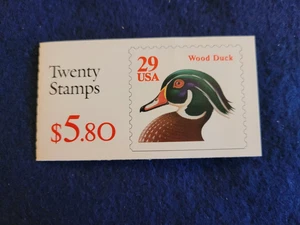 Twenty
Stamps
$5.80
29
USA
Wood Duck